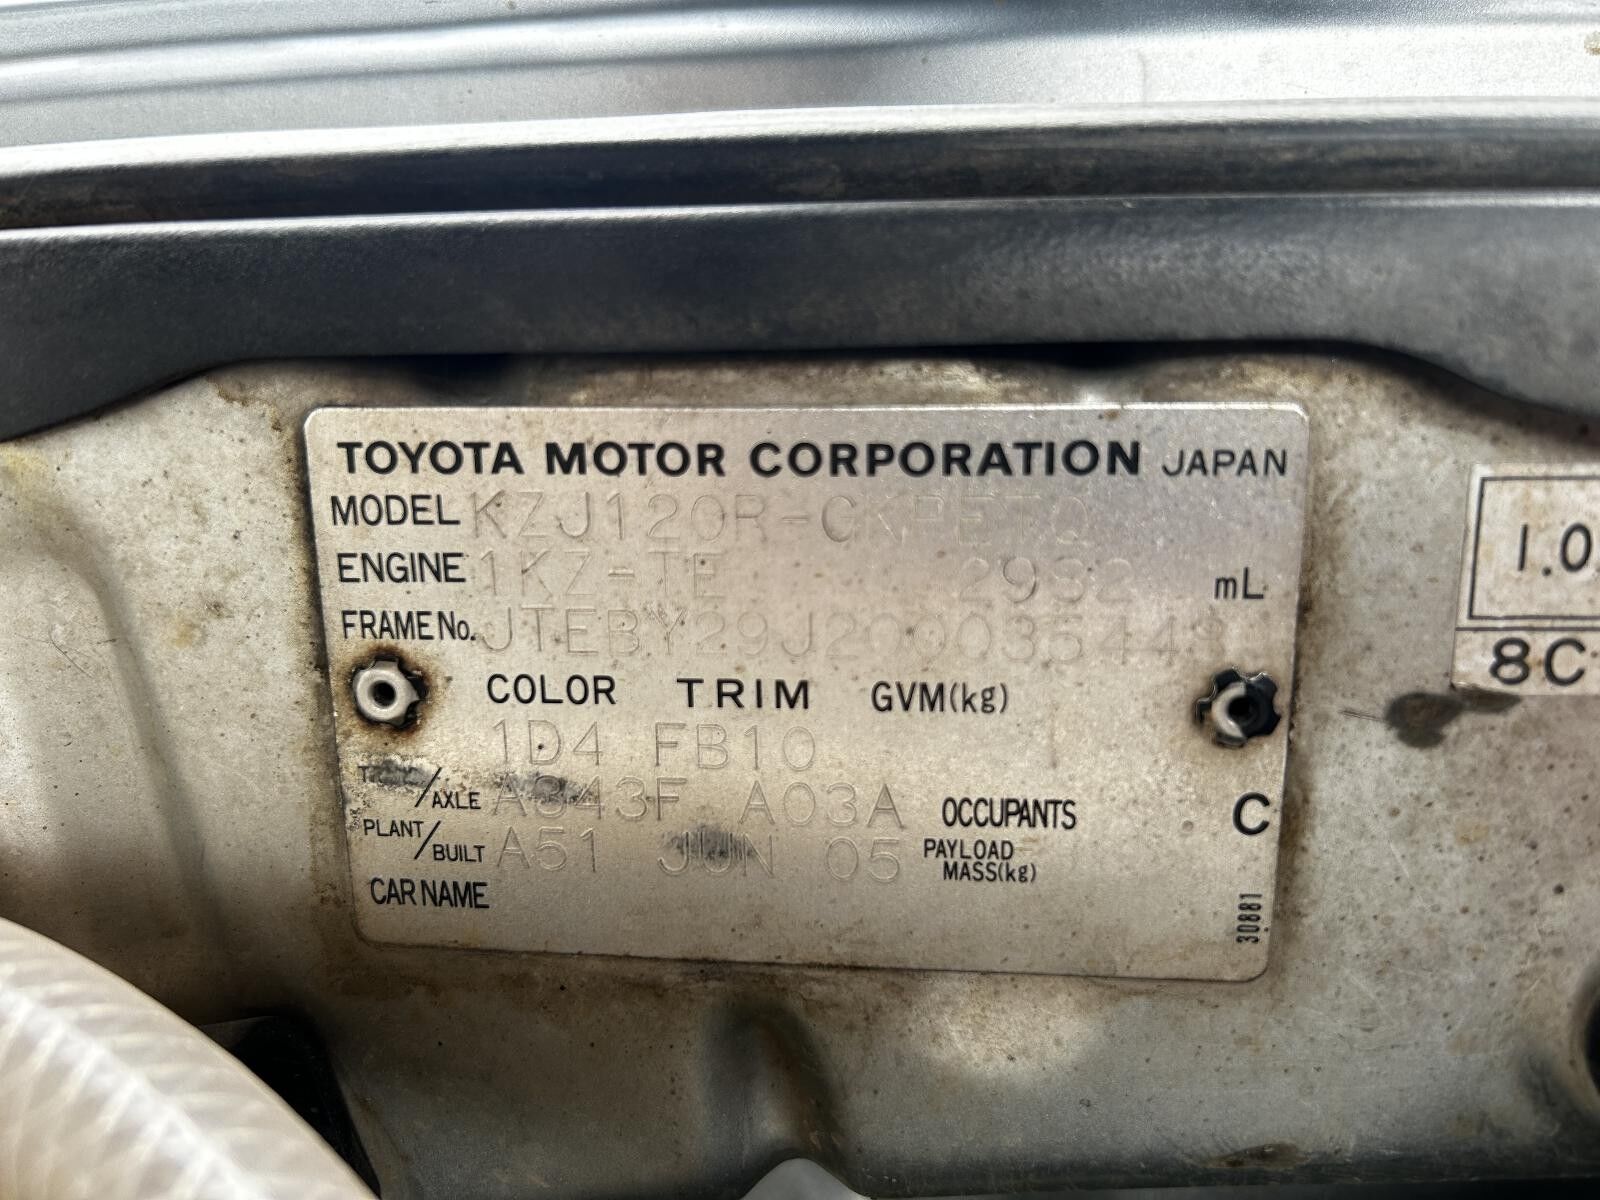 TOYOTA MOTOR CORPORATION JAPAN
MODEL KZJ120R-GKPETQ
ENGINE 1KZ-TE 2982 mL
FRAME No. JTEBY29J200035448
COLOR TRIM GVM(kg)
1D4 FB10
/AXLE A343F A03A OCCUPANTS C
PLANT/BUILT A51 JUN 05 PAYLOAD MASS(kg)
CAR NAME
30881
1.0
8C